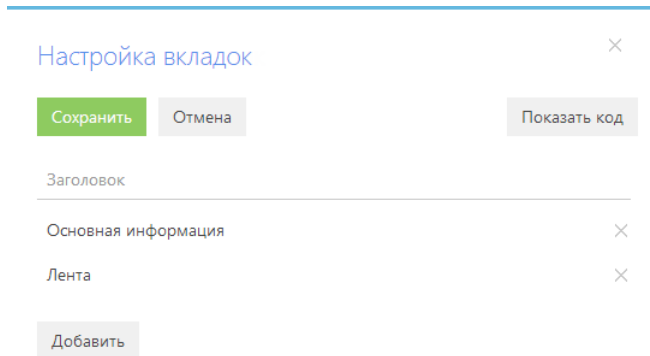 Настройка вкладок
Сохранить Отмена Показать код
Заголовок
Основная информация
Лента
Добавить